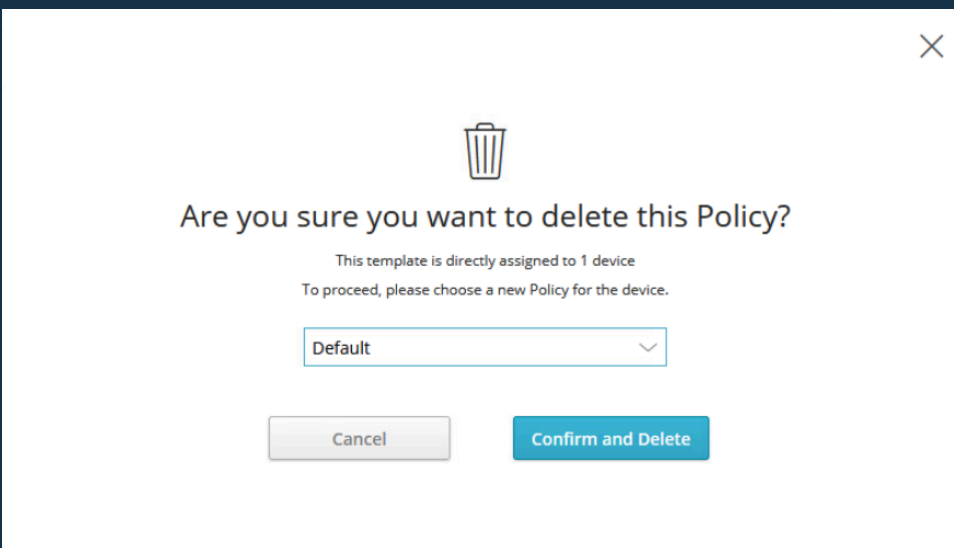 Are you sure you want to delete this Policy?
This template is directly assigned to 1 device
To proceed, please choose a new Policy for the device.
Default
Cancel
Confirm and Delete